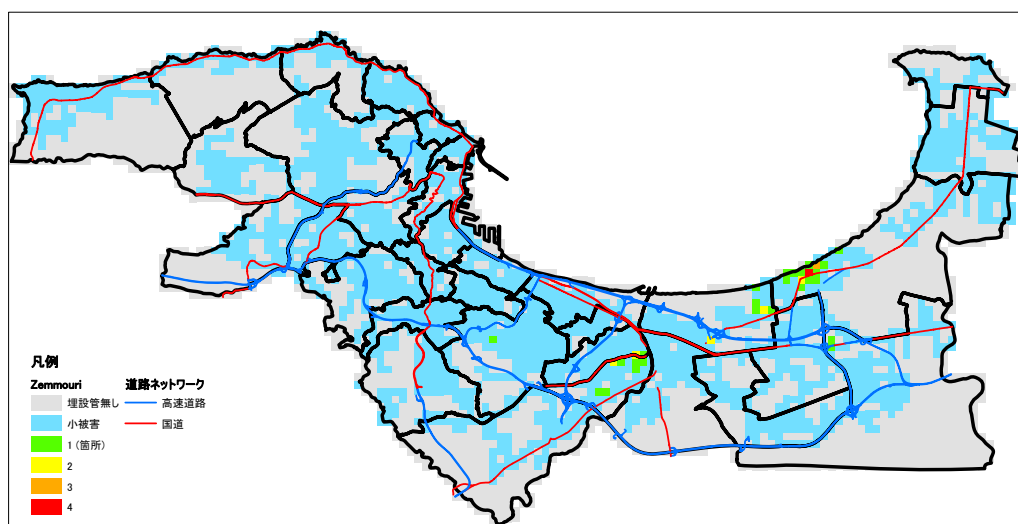 凡例
Zemmouri 道路ネットワーク
埋設管無し 高速道路
小被害 国道
1 (箇所)
2
3
4